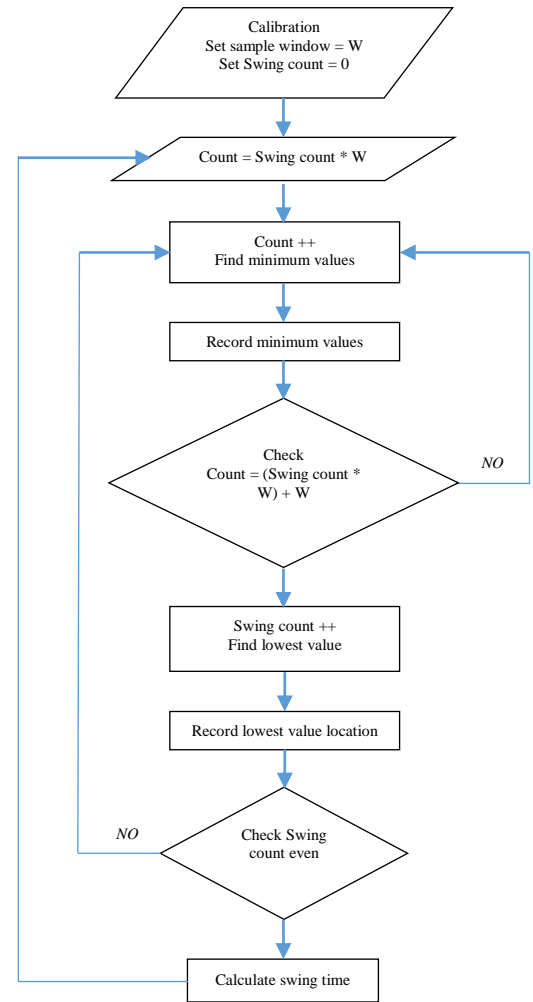 Calibration
Set sample window = W
Set Swing count = 0
Count = Swing count * W
Count ++
Find minimum values
Record minimum values
Check
Count = (Swing count *
W) + W
NO
Swing count ++
Find lowest value
Record lowest value location
NO
Check Swing
count even
Calculate swing time